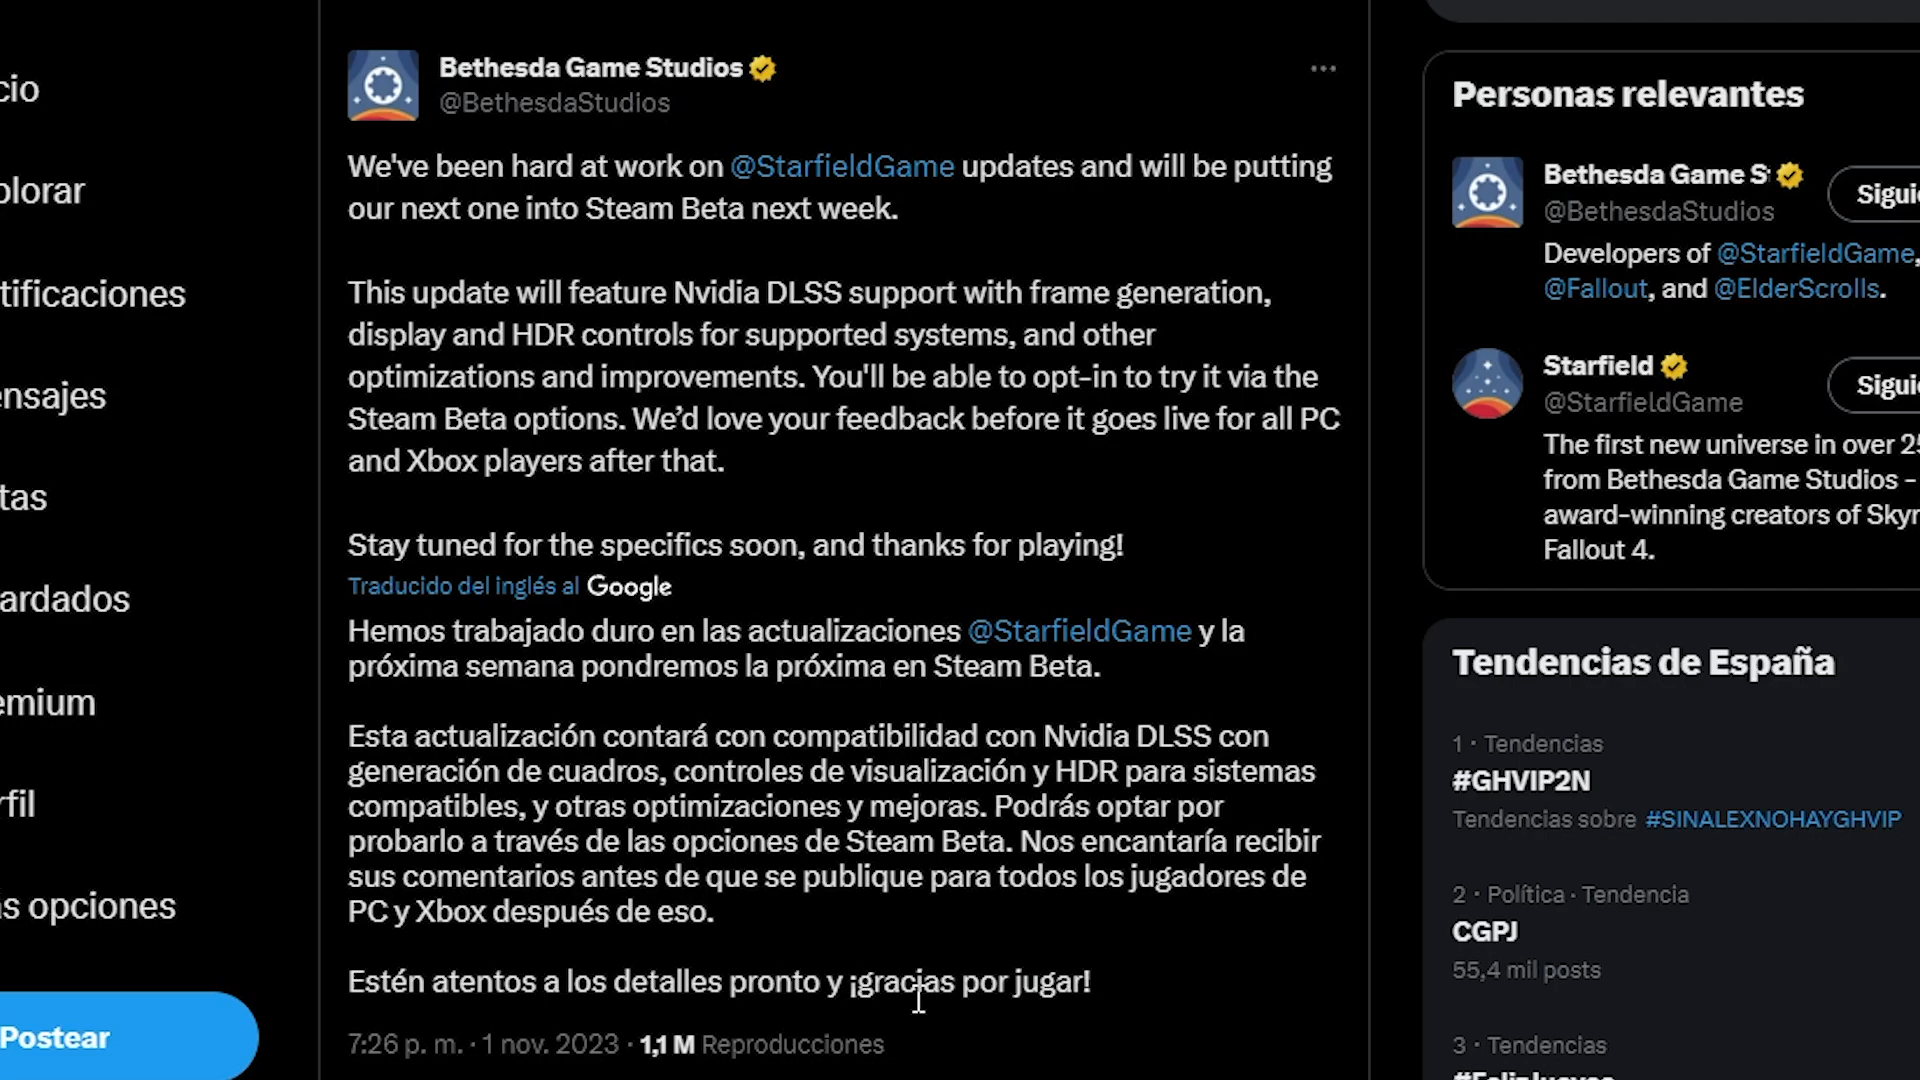 cio
plorar
tificaciones
ensajes
tas
ardados
emium
rfil
s opciones
Postear
Bethesda Game Studios
@BethesdaStudios
We've been hard at work on @StarfieldGame updates and will be putting
our next one into Steam Beta next week.
This update will feature Nvidia DLSS support with frame generation,
display and HDR controls for supported systems, and other
optimizations and improvements. You'll be able to opt-in to try it via the
Steam Beta options. We’d love your feedback before it goes live for all PC
and Xbox players after that.
Stay tuned for the specifics soon, and thanks for playing!
Traducido del inglés al Google
Hemos trabajado duro en las actualizaciones @StarfieldGame y la
próxima semana pondremos la próxima en Steam Beta.
Esta actualización contará con compatibilidad con Nvidia DLSS con
generación de cuadros, controles de visualización y HDR para sistemas
compatibles, y otras optimizaciones y mejoras. Podrás optar por
probarlo a través de las opciones de Steam Beta. Nos encantaría recibir
sus comentarios antes de que se publique para todos los jugadores de
PC y Xbox después de eso.
Estén atentos a los detalles pronto y ¡gracias por jugar!
7:26 p. m. · 1 nov. 2023 · 1,1 M Reproducciones
Personas relevantes
Bethesda Game S
@BethesdaStudios
Sigui
Developers of @StarfieldGame,
@Fallout, and @ElderScrolls.
Starfield
@StarfieldGame
Sigui
The first new universe in over 25
from Bethesda Game Studios -
award-winning creators of Skyr
Fallout 4.
Tendencias de España
1 · Tendencias
#GHVIP2N
Tendencias sobre #SINALEXNOHAYGHVIP
2 · Política · Tendencia
CGPJ
55,4 mil posts
3 · Tendencias